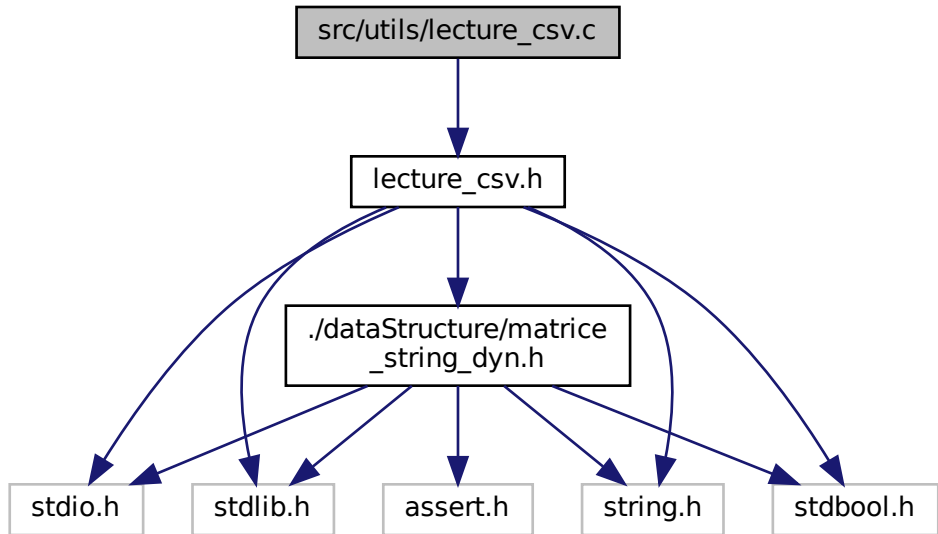 src/utils/lecture_csv.c
lecture_csv.h
./dataStructure/matrice
_string_dyn.h
stdio.h
stdlib.h
assert.h
string.h
stdbool.h